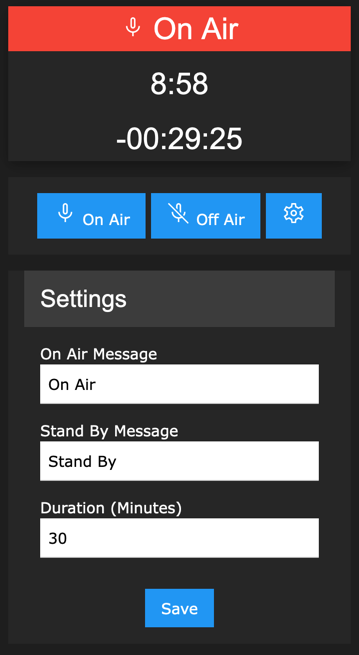 On Air
8:58
-00:29:25
On Air Off Air
Settings
On Air Message
On Air
Stand By Message
Stand By
Duration (Minutes)
30
Save